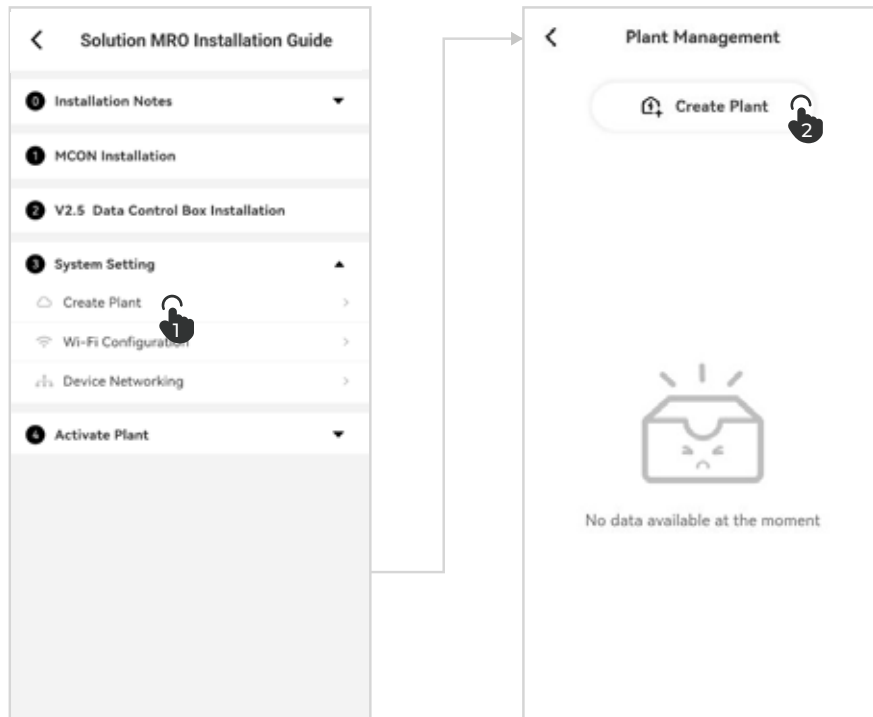 Solution MRO Installation Guide
0 Installation Notes
1 MCON Installation
2 V2.5 Data Control Box Installation
3 System Setting
Create Plant
1
Wi-Fi Configuration
Device Networking
4 Activate Plant
Plant Management
Create Plant
2
No data available at the moment